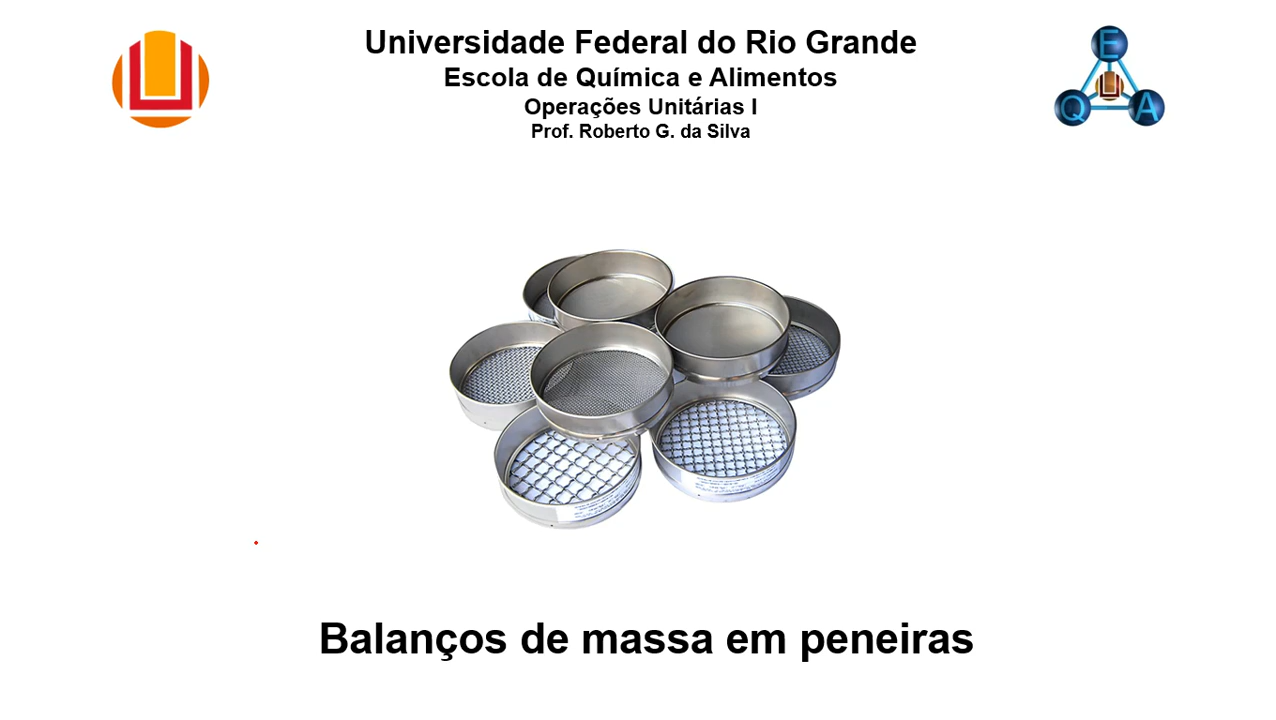 Universidade Federal do Rio Grande
Escola de Química e Alimentos
Operações Unitárias I
Prof. Roberto G. da Silva
E
Q
A
Balanços de massa em peneiras